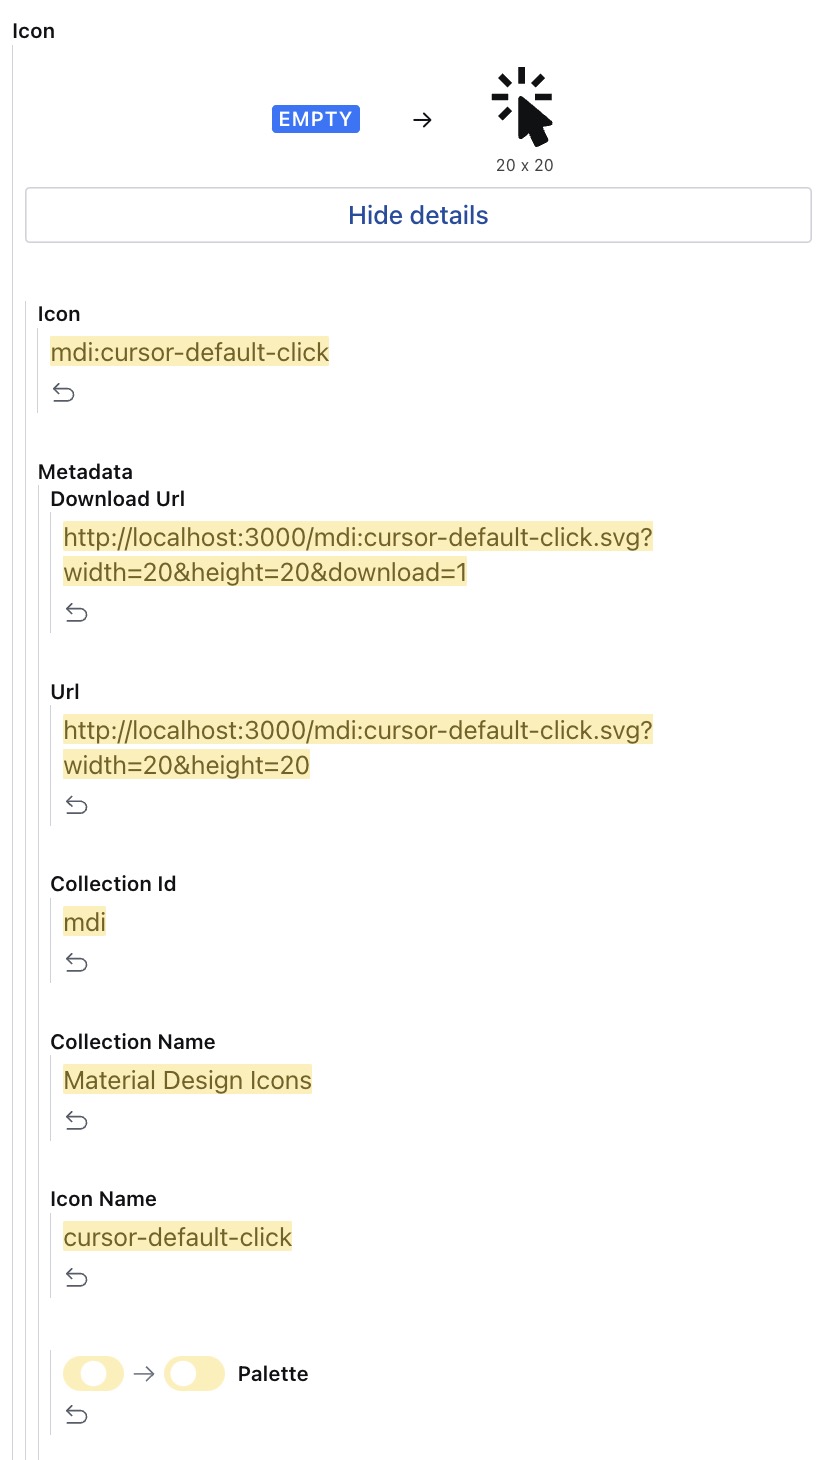 Icon
EMPTY
20 x 20
Hide details
Icon
mdi:cursor-default-click
Metadata
Download Url
http://localhost:3000/mdi:cursor-default-click.svg?
width=20&height=20&download=1
Url
http://localhost:3000/mdi:cursor-default-click.svg?
width=20&height=20
Collection Id
mdi
Collection Name
Material Design Icons
Icon Name
cursor-default-click
Palette